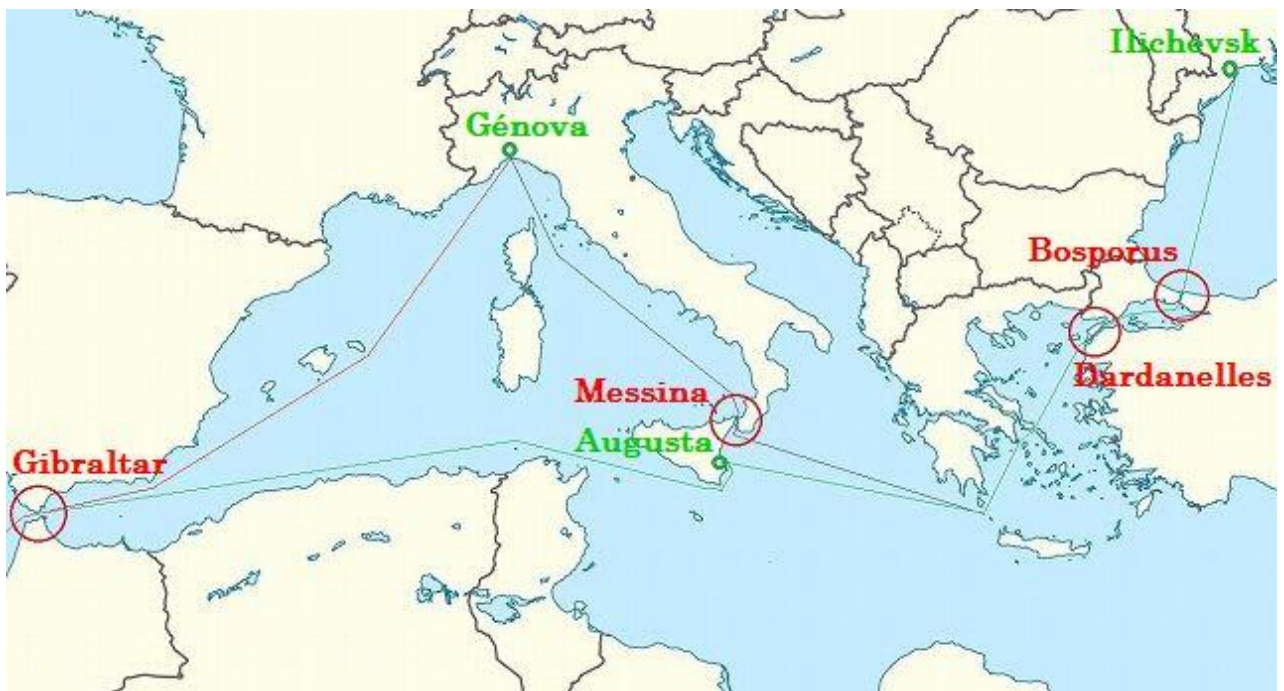 Ilichevsk
Génova
Bosporus
Dardanelles
Messina
Augusta
Gibraltar